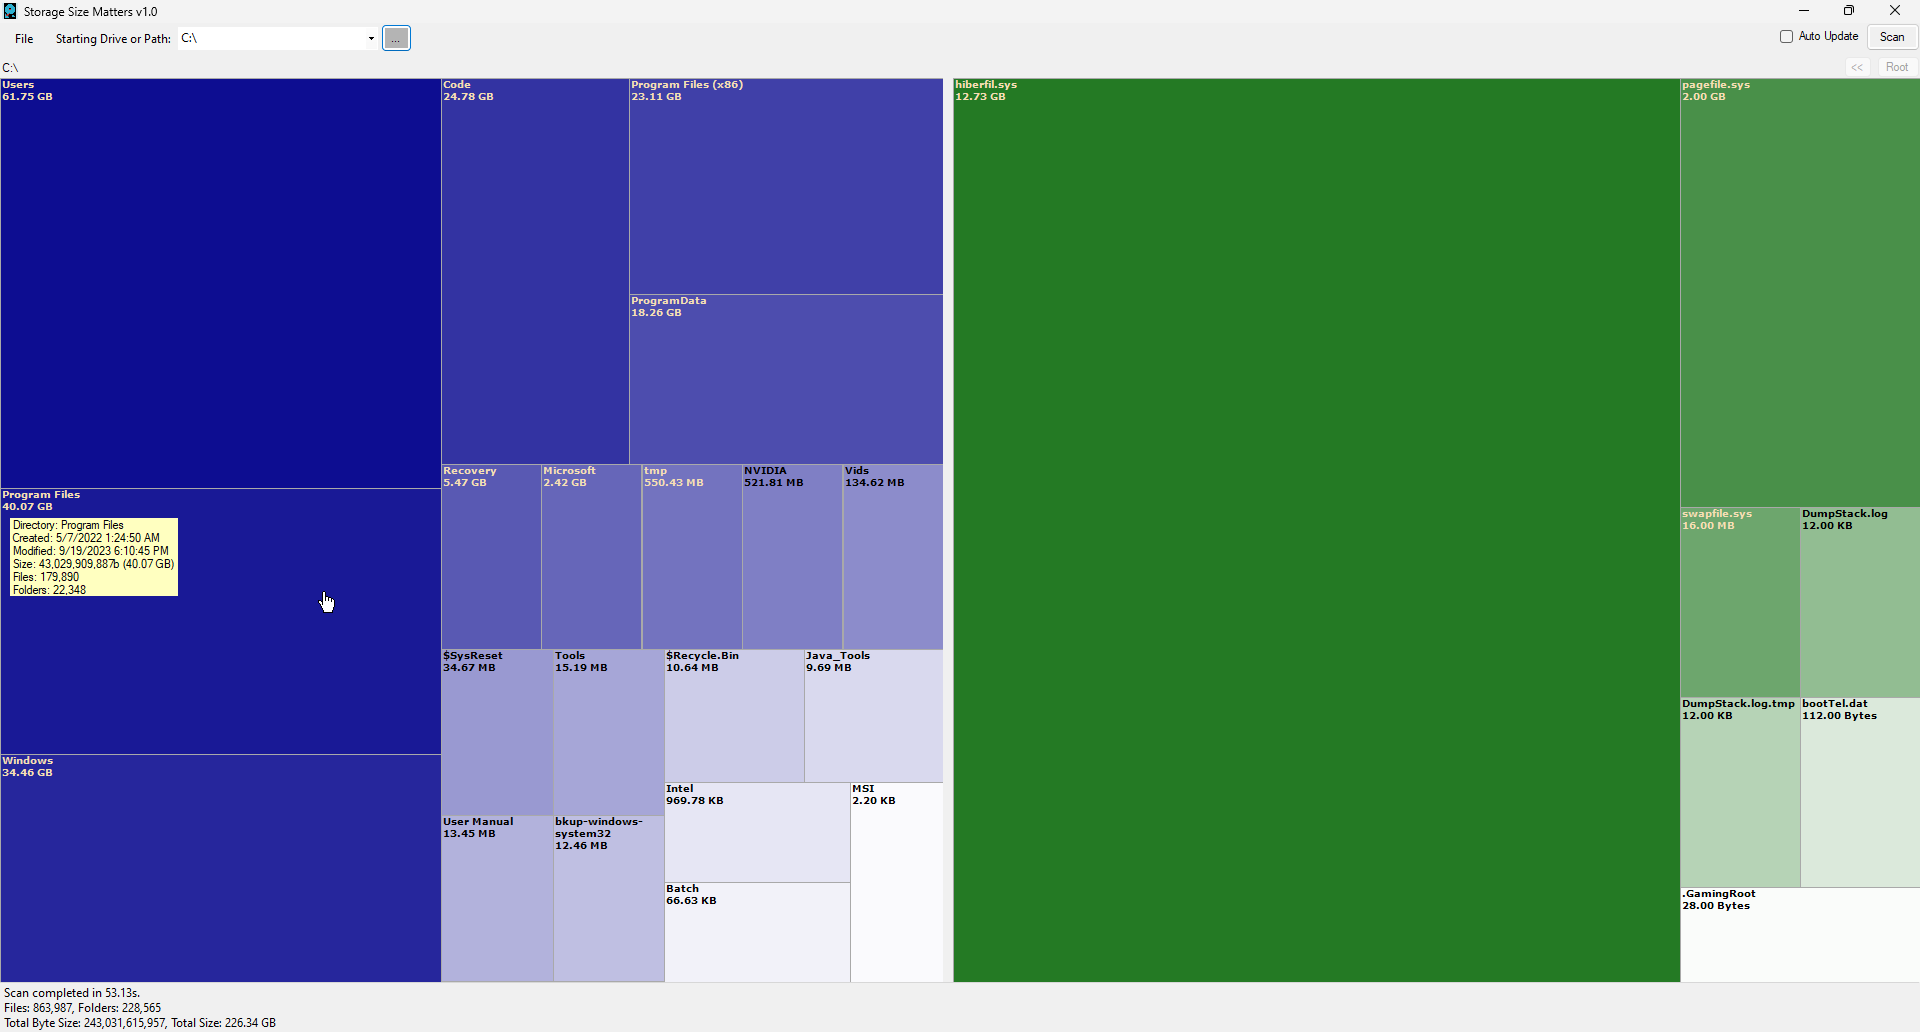 Storage Size Matters v1.0
File
Starting Drive or Path:
C:\
...
Auto Update
Scan
C:\
<<
Root
Users
61.75 GB
Code
24.78 GB
Program Files (x86)
23.11 GB
ProgramData
18.26 GB
Program Files
40.07 GB
Directory: Program Files
Created: 5/7/2022 1:24:50 AM
Modified: 9/19/2023 6:10:45 PM
Size: 43,029,909,887b (40.07 GB)
Files: 179,890
Folders: 22,348
Windows
34.46 GB
Recovery
5.47 GB
Microsoft
2.42 GB
tmp
550.43 MB
NVIDIA
521.81 MB
Vids
134.62 MB
$SysReset
34.67 MB
Tools
15.19 MB
$Recycle.Bin
10.64 MB
Java_Tools
9.69 MB
User Manual
13.45 MB
bkup-windows-
system32
12.46 MB
Intel
969.78 KB
MSI
2.20 KB
Batch
66.63 KB
hiberfil.sys
12.73 GB
pagefile.sys
2.00 GB
swapfile.sys
16.00 MB
DumpStack.log
12.00 KB
DumpStack.log.tmp
12.00 KB
bootTel.dat
112.00 Bytes
.GamingRoot
28.00 Bytes
Scan completed in 53.13s.
Files: 863,987, Folders: 228,565
Total Byte Size: 243,031,615,957, Total Size: 226.34 GB